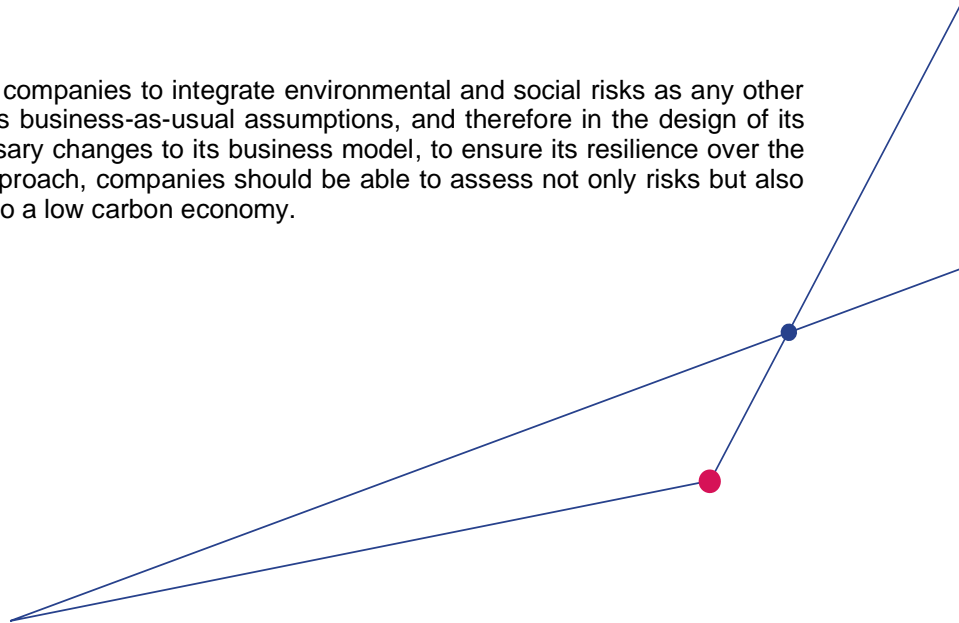 companies to integrate environmental and social risks as any other
s business-as-usual assumptions, and therefore in the design of its
sary changes to its business model, to ensure its resilience over the
proach, companies should be able to assess not only risks but also
o a low carbon economy.